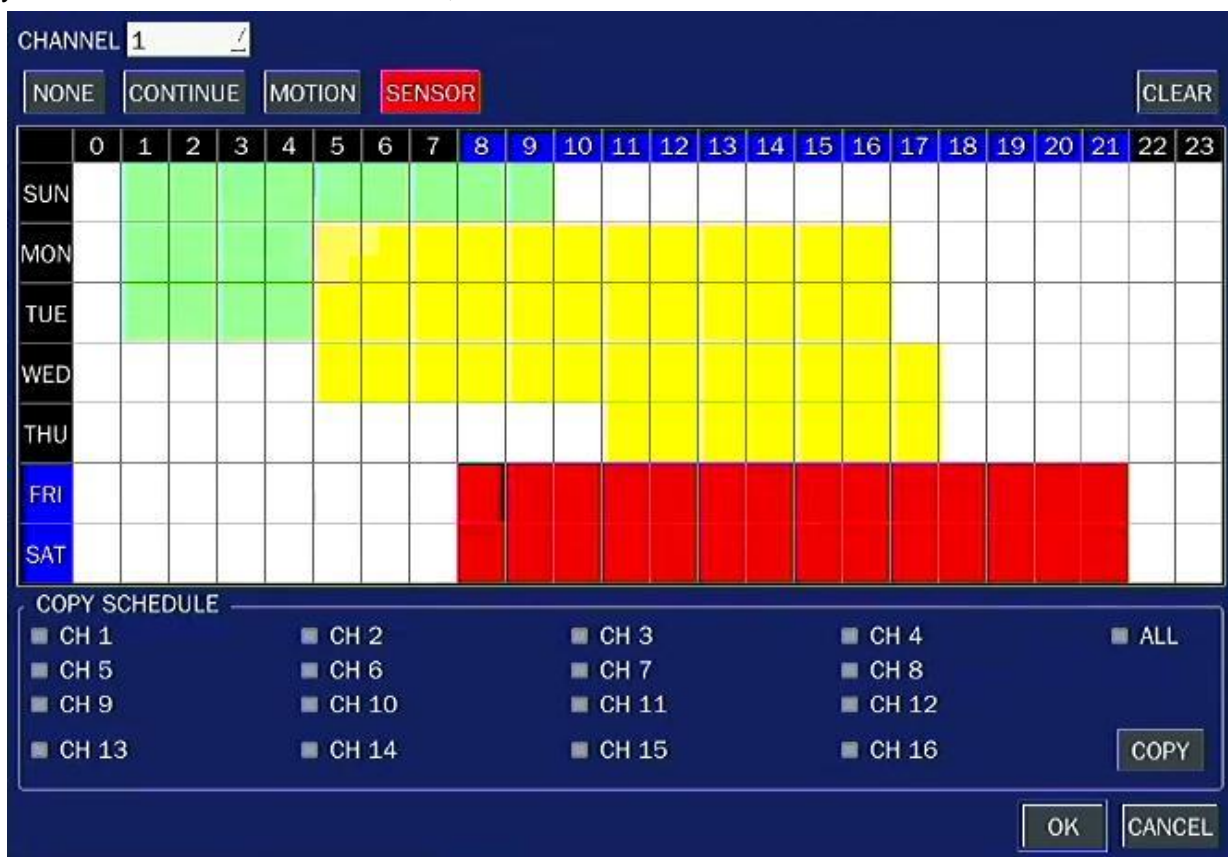 CHANNEL 1
NONE CONTINUE MOTION SENSOR CLEAR
0 1 2 3 4 5 6 7 8 9 10 11 12 13 14 15 16 17 18 19 20 21 22 23
SUN
MON
TUE
WED
THU
FRI
SAT
COPY SCHEDULE
CH 1 CH 2 CH 3 CH 4 ALL
CH 5 CH 6 CH 7 CH 8
CH 9 CH 10 CH 11 CH 12
CH 13 CH 14 CH 15 CH 16 COPY
OK CANCEL